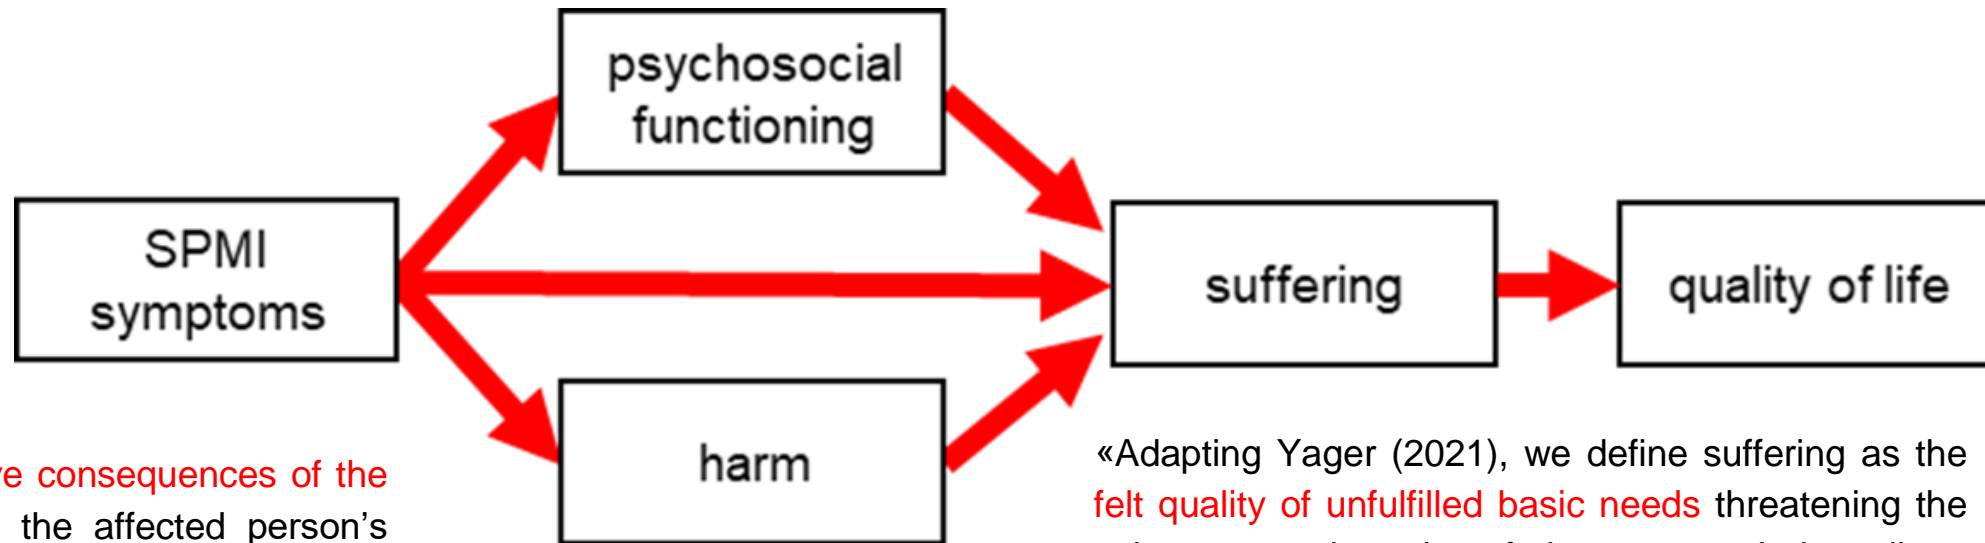 psychosocial
functioning
SPMI
symptoms
suffering
quality of life
harm
consequences of the
the affected person’s
«Adapting Yager (2021), we define suffering as the
felt quality of unfulfilled basic needs threatening the